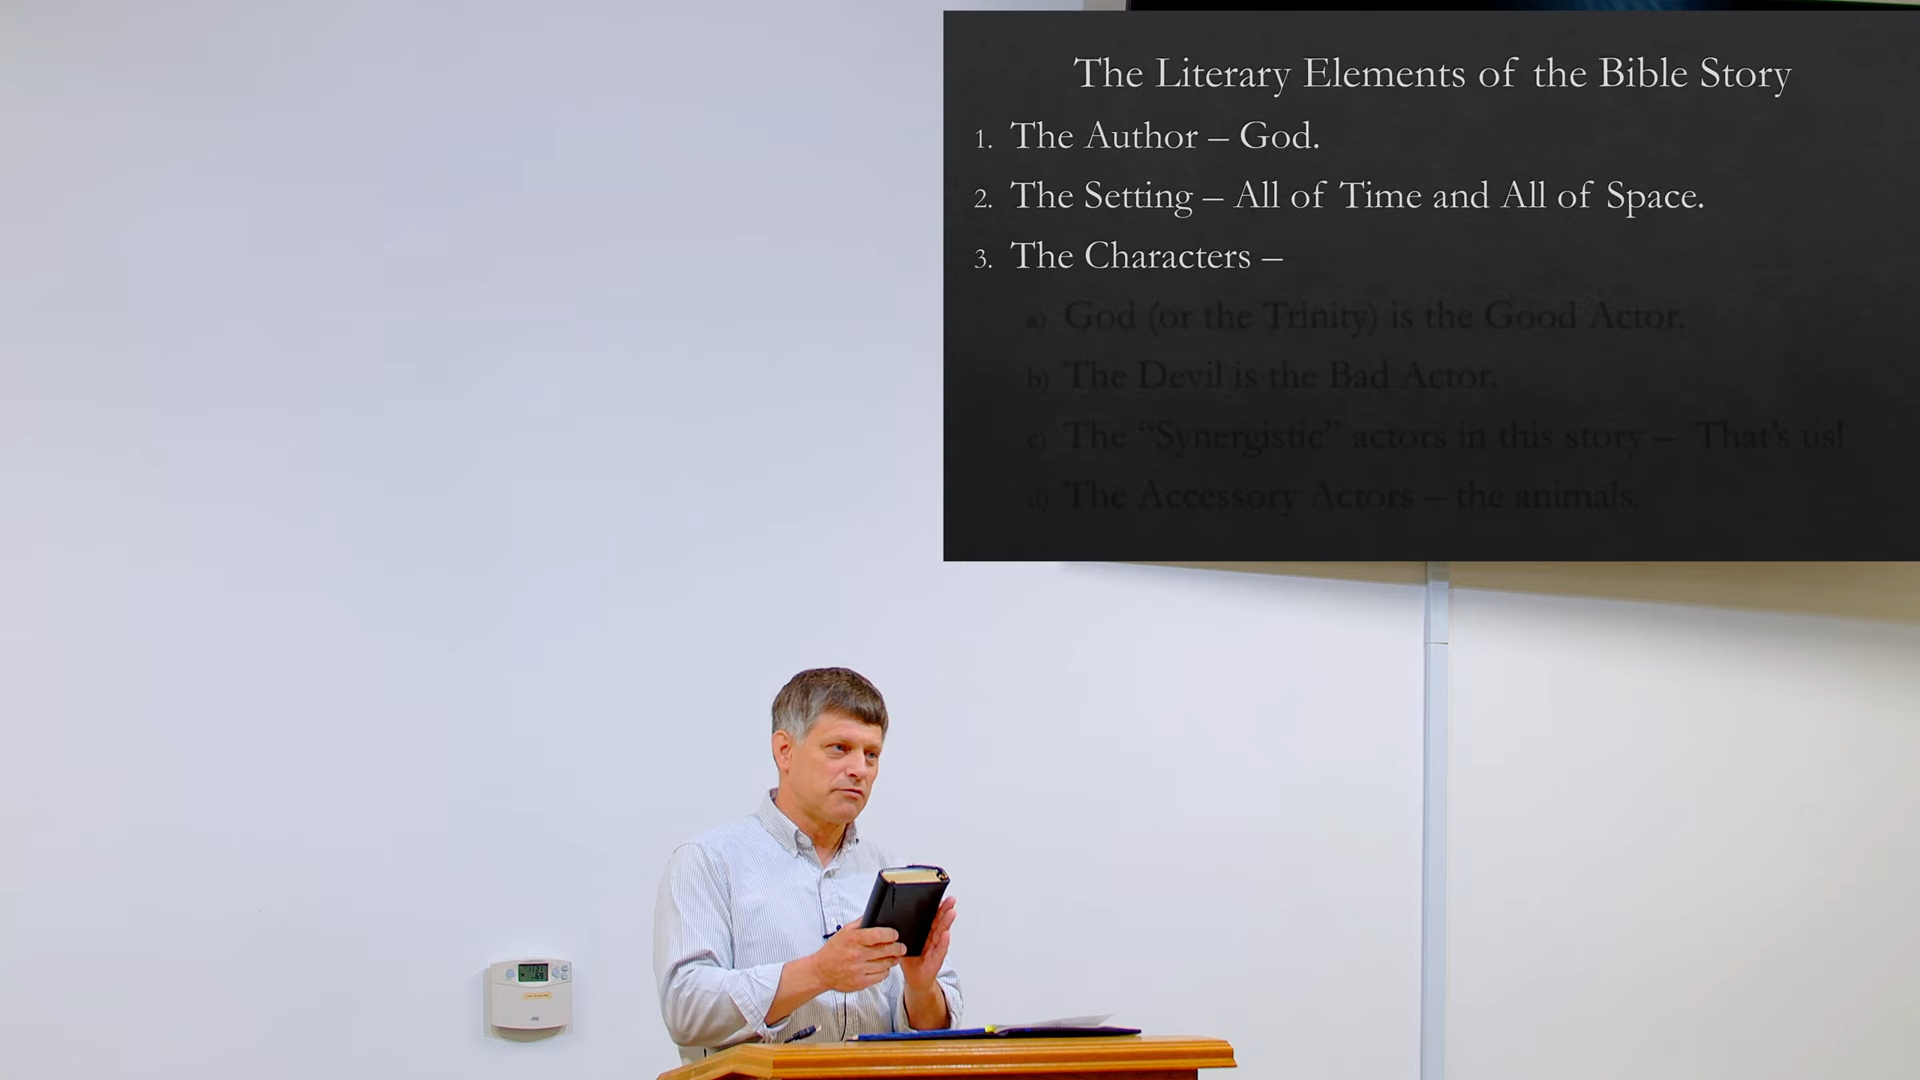 The Literary Elements of the Bible Story
1. The Author – God.
2. The Setting – All of Time and All of Space.
3. The Characters –
a) God (or the Trinity) is the Good Actor.
b) The Devil is the Bad Actor.
c) The “Synergistic” actors in this story – That’s us!
d) The Accessory Actors – the animals.